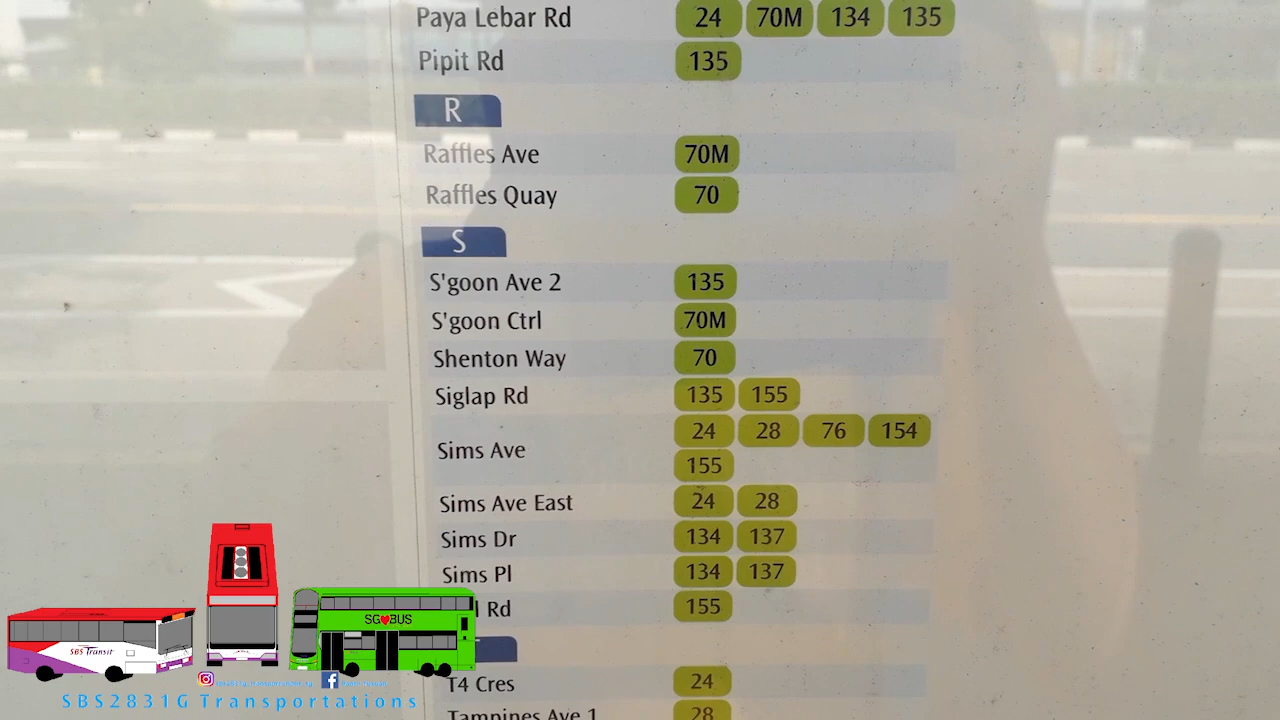 Paya Lebar Rd 24 70M 134 135
Pipit Rd 135
R
Raffles Ave 70M
Raffles Quay 70
S
S'goon Ave 2 135
S'goon Ctrl 70M
Shenton Way 70
Siglap Rd 135 155
Sims Ave 24 28 76 154
155
Sims Ave East 24 28
Sims Dr 134 137
Sims Pl 134 137
Rd 155
T4 Cres 24
Tampines Ave 1 28
SG♥BUS
SBS Transit
SBS2831G Transportations